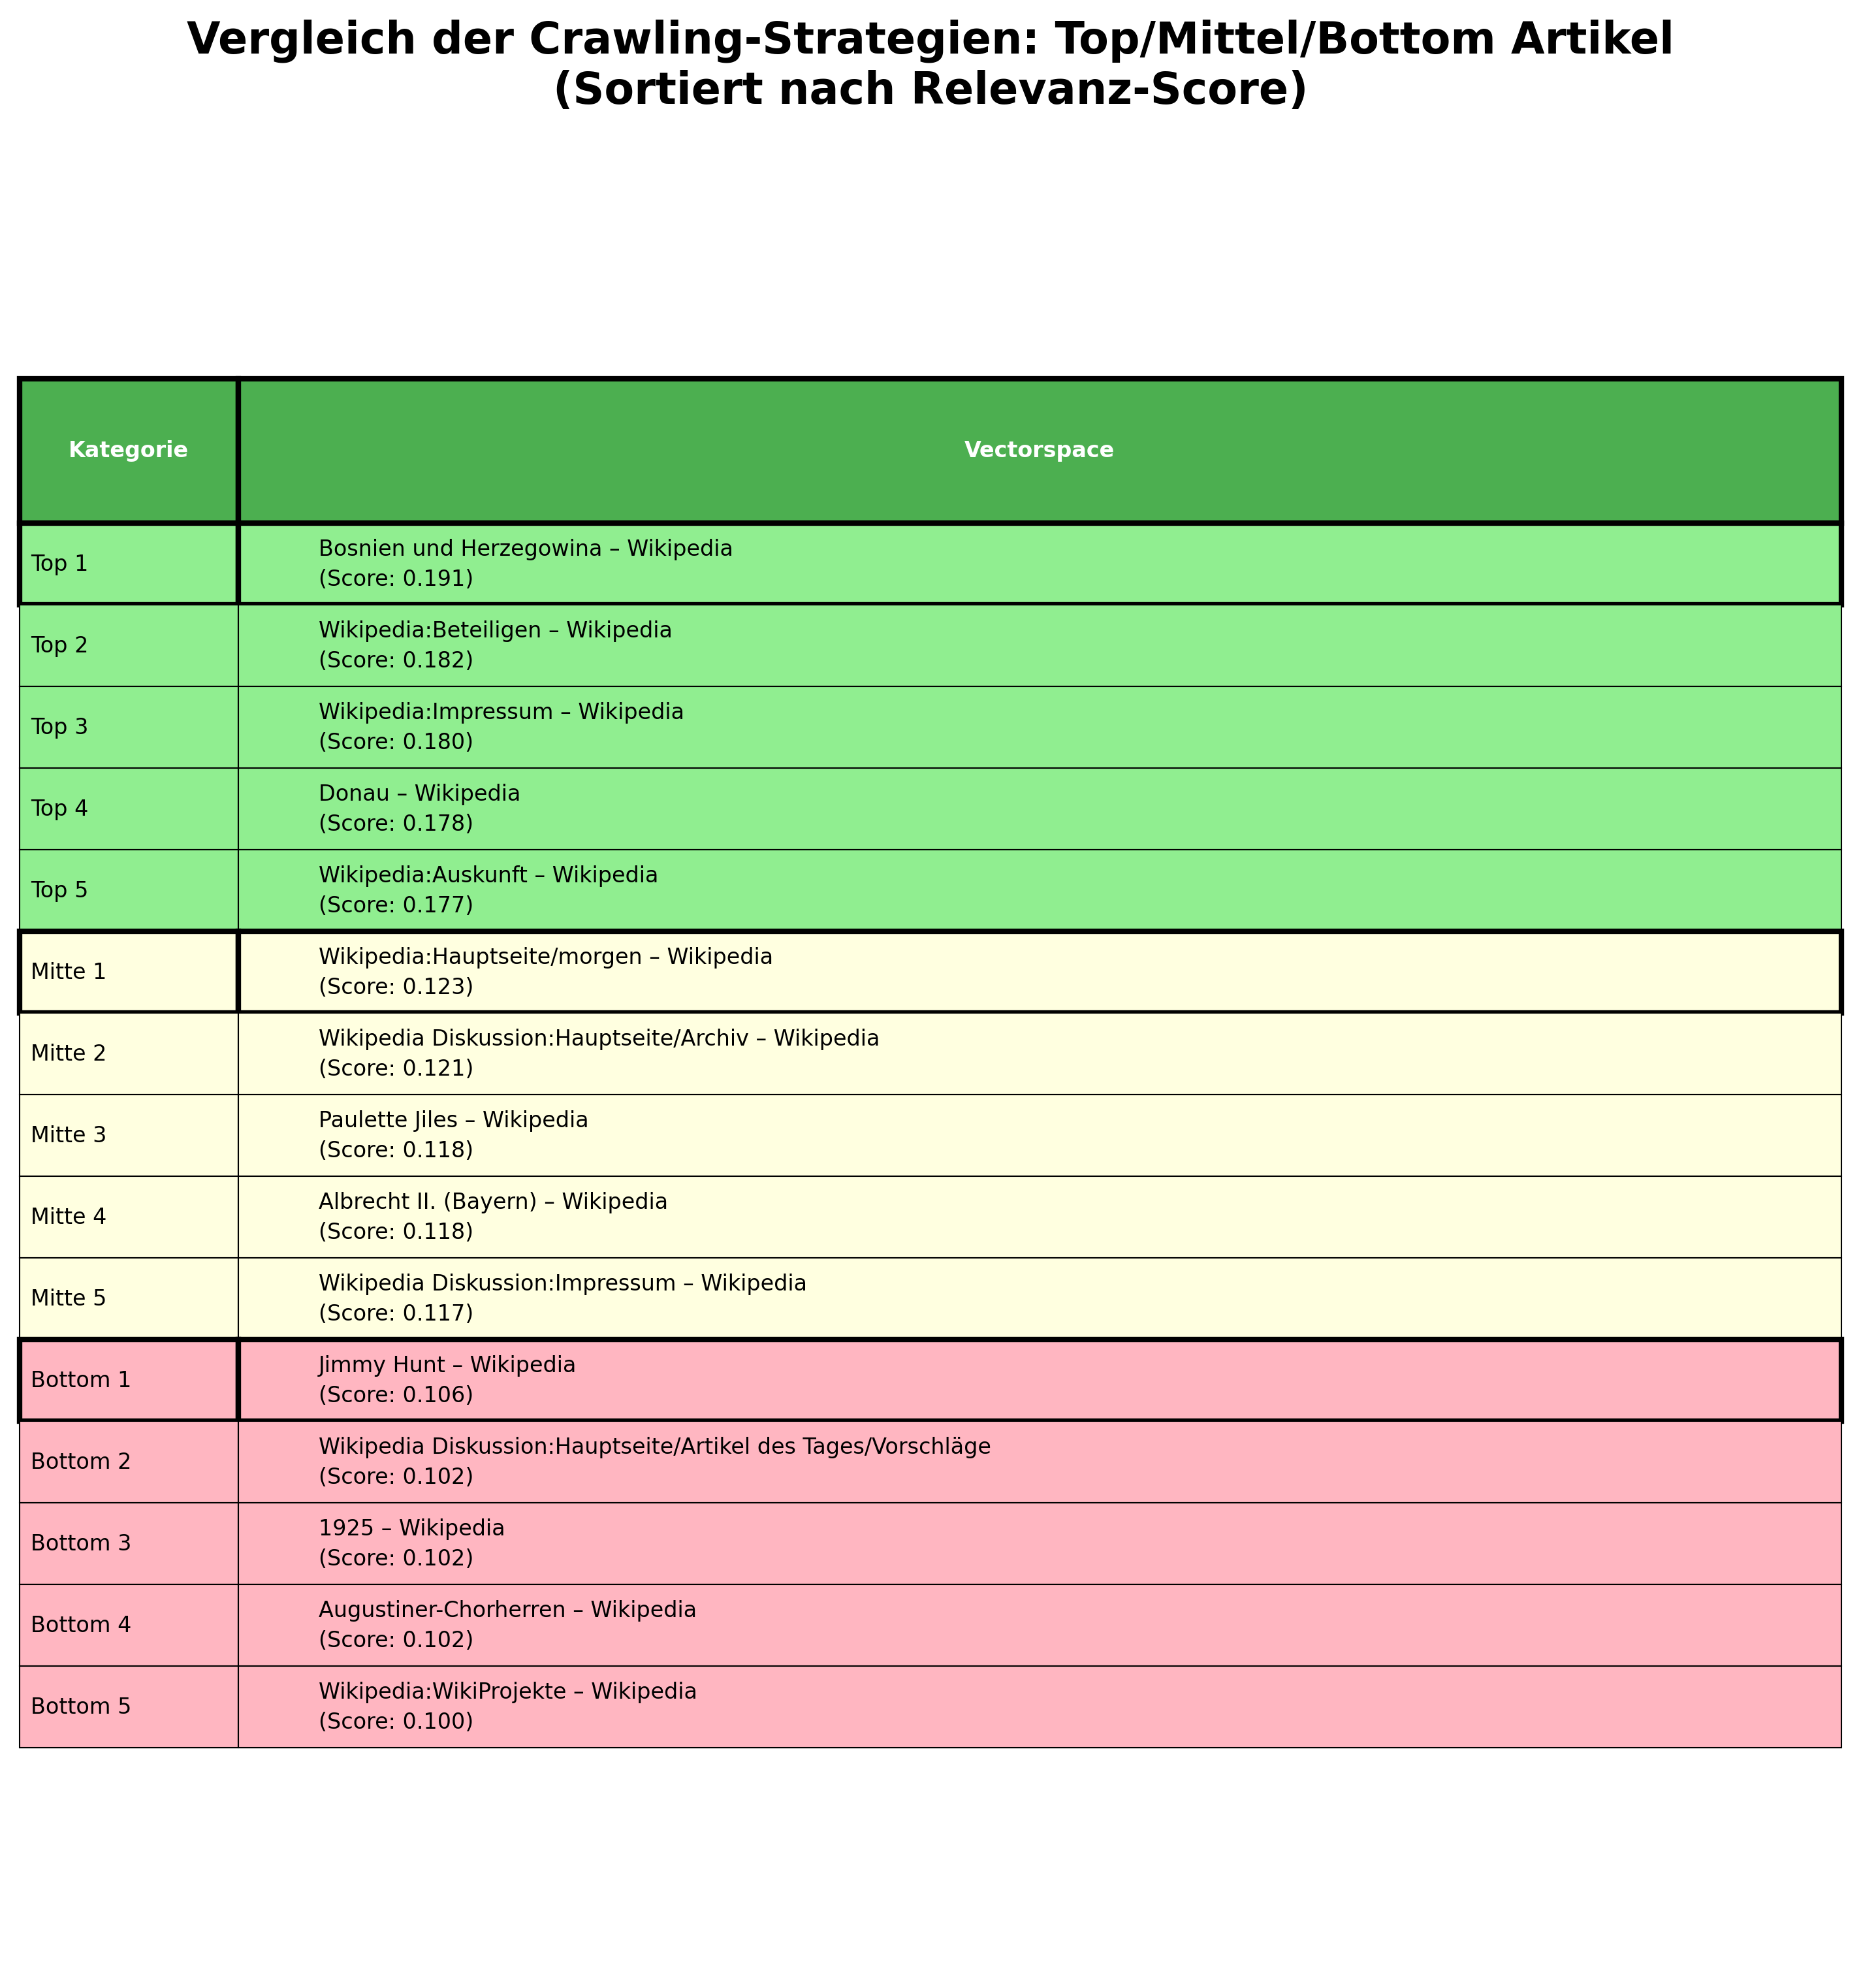 Vergleich der Crawling-Strategien: Top/Mittel/Bottom Artikel
(Sortiert nach Relevanz-Score)
Kategorie Vectorspace
Top 1
Bosnien und Herzegowina – Wikipedia
(Score: 0.191)
Top 2
Wikipedia:Beteiligen – Wikipedia
(Score: 0.182)
Top 3
Wikipedia:Impressum – Wikipedia
(Score: 0.180)
Top 4
Donau – Wikipedia
(Score: 0.178)
Top 5
Wikipedia:Auskunft – Wikipedia
(Score: 0.177)
Mitte 1
Wikipedia:Hauptseite/morgen – Wikipedia
(Score: 0.123)
Mitte 2
Wikipedia Diskussion:Hauptseite/Archiv – Wikipedia
(Score: 0.121)
Mitte 3
Paulette Jiles – Wikipedia
(Score: 0.118)
Mitte 4
Albrecht II. (Bayern) – Wikipedia
(Score: 0.118)
Mitte 5
Wikipedia Diskussion:Impressum – Wikipedia
(Score: 0.117)
Bottom 1
Jimmy Hunt – Wikipedia
(Score: 0.106)
Bottom 2
Wikipedia Diskussion:Hauptseite/Artikel des Tages/Vorschläge
(Score: 0.102)
Bottom 3
1925 – Wikipedia
(Score: 0.102)
Bottom 4
Augustiner-Chorherren – Wikipedia
(Score: 0.102)
Bottom 5
Wikipedia:WikiProjekte – Wikipedia
(Score: 0.100)